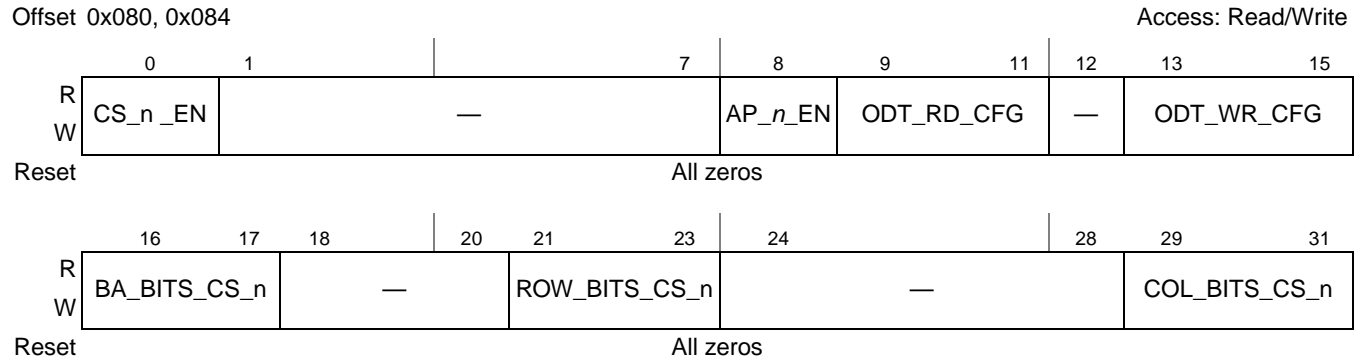 Offset 0x080, 0x084 Access: Read/Write
0 1 7 8 9 11 12 13 15
R
W
CS_n _EN — AP_n_EN ODT_RD_CFG — ODT_WR_CFG
Reset All zeros
16 17 18 20 21 23 24 28 29 31
R
W
BA_BITS_CS_n — ROW_BITS_CS_n — COL_BITS_CS_n
Reset All zeros